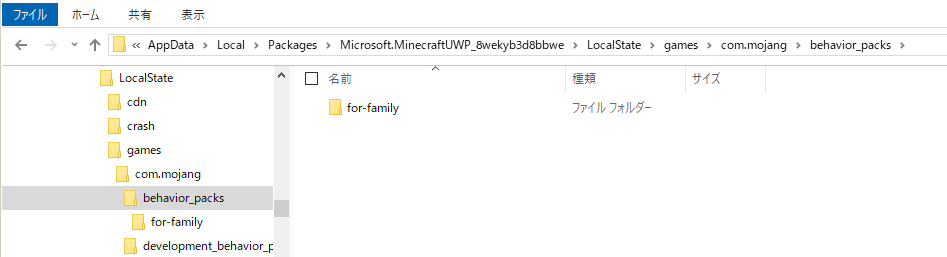 ファイル ホーム 共有 表示
« AppData › Local › Packages › Microsoft.MinecraftUWP_8wekyb3d8bbwe › LocalState › games › com.mojang › behavior_packs ›
LocalState
cdn
crash
games
com.mojang
behavior_packs
for-family
development_behavior_p
名前 種類 サイズ
for-family ファイル フォルダー